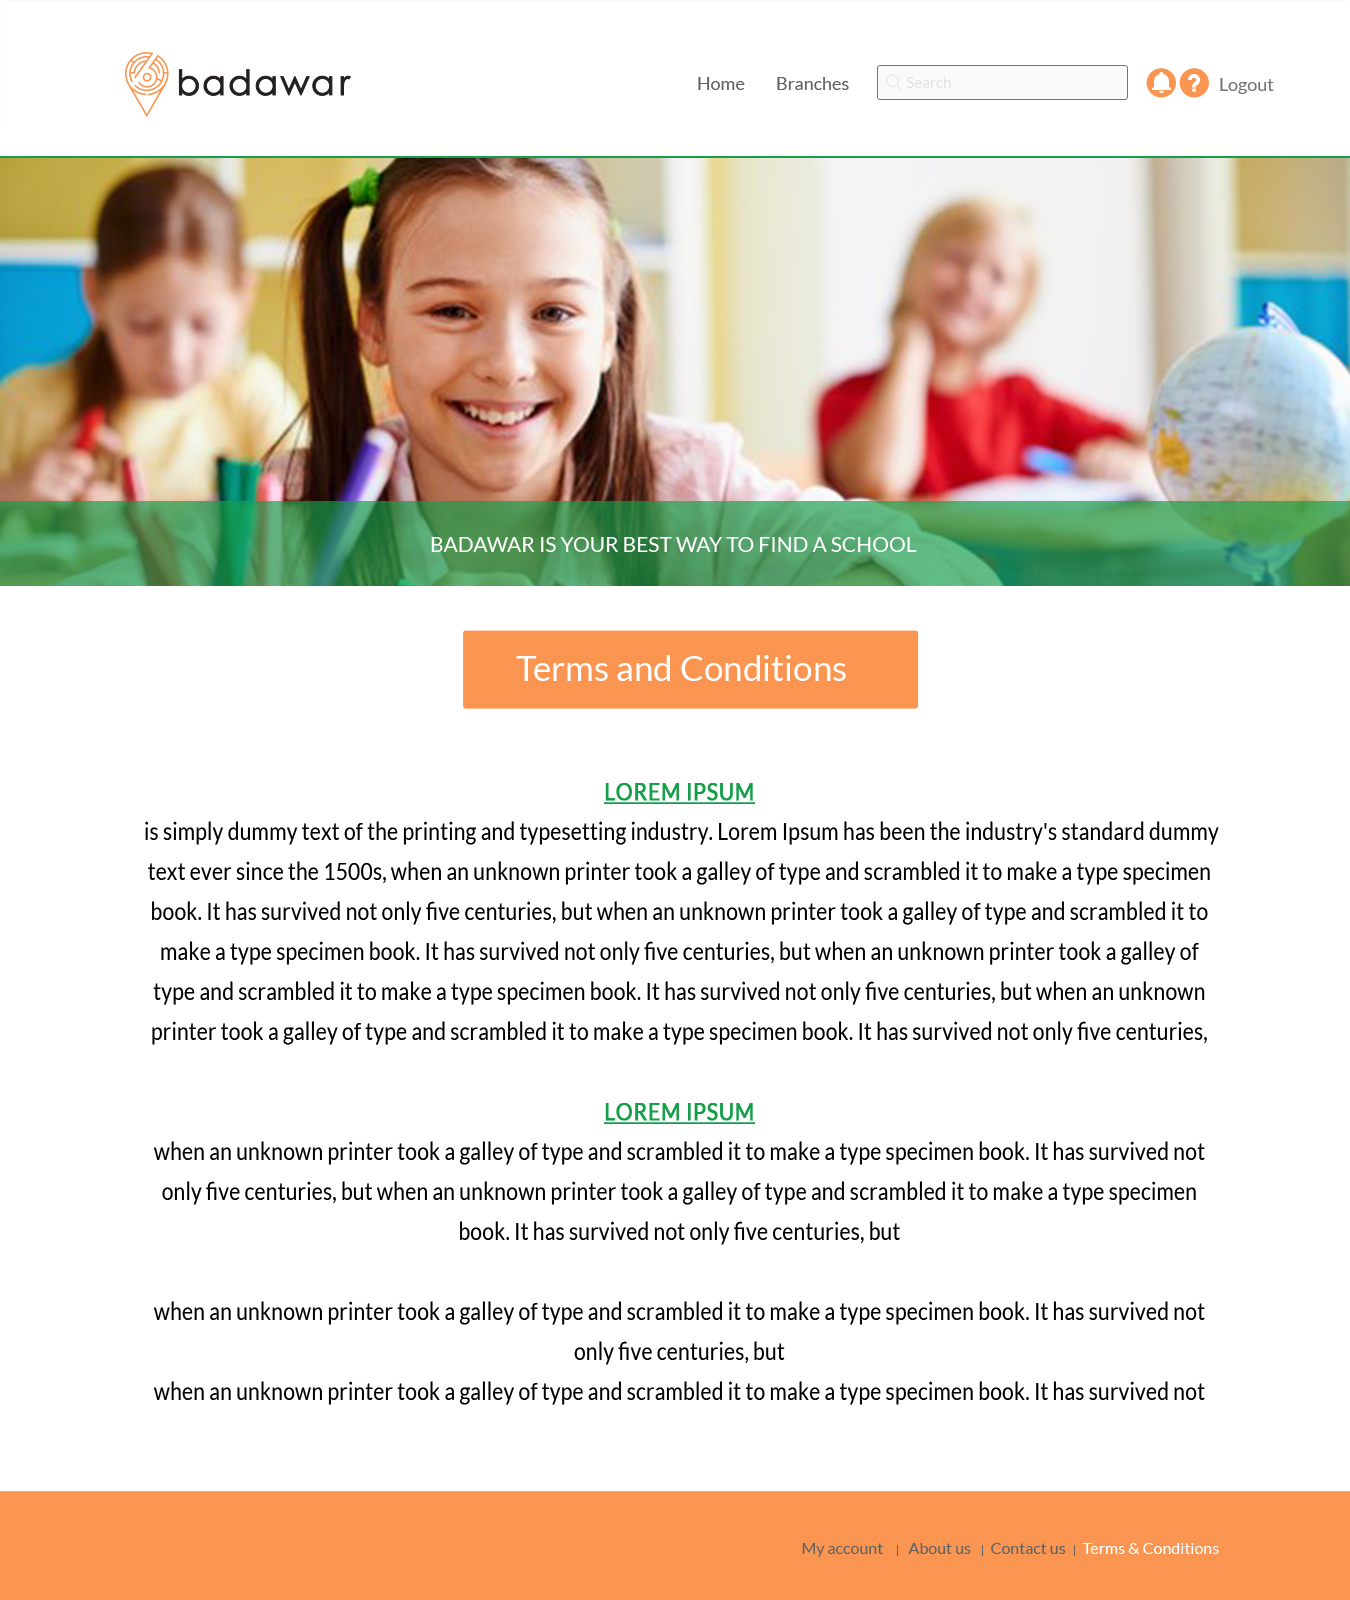 badawar
Home Branches Search Logout
BADAWAR IS YOUR BEST WAY TO FIND A SCHOOL
Terms and Conditions
LOREM IPSUM
is simply dummy text of the printing and typesetting industry. Lorem Ipsum has been the industry's standard dummy
text ever since the 1500s, when an unknown printer took a galley of type and scrambled it to make a type specimen
book. It has survived not only five centuries, but when an unknown printer took a galley of type and scrambled it to
make a type specimen book. It has survived not only five centuries, but when an unknown printer took a galley of
type and scrambled it to make a type specimen book. It has survived not only five centuries, but when an unknown
printer took a galley of type and scrambled it to make a type specimen book. It has survived not only five centuries,
LOREM IPSUM
when an unknown printer took a galley of type and scrambled it to make a type specimen book. It has survived not
only five centuries, but when an unknown printer took a galley of type and scrambled it to make a type specimen
book. It has survived not only five centuries, but
when an unknown printer took a galley of type and scrambled it to make a type specimen book. It has survived not
only five centuries, but
when an unknown printer took a galley of type and scrambled it to make a type specimen book. It has survived not
My account | About us | Contact us | Terms & Conditions